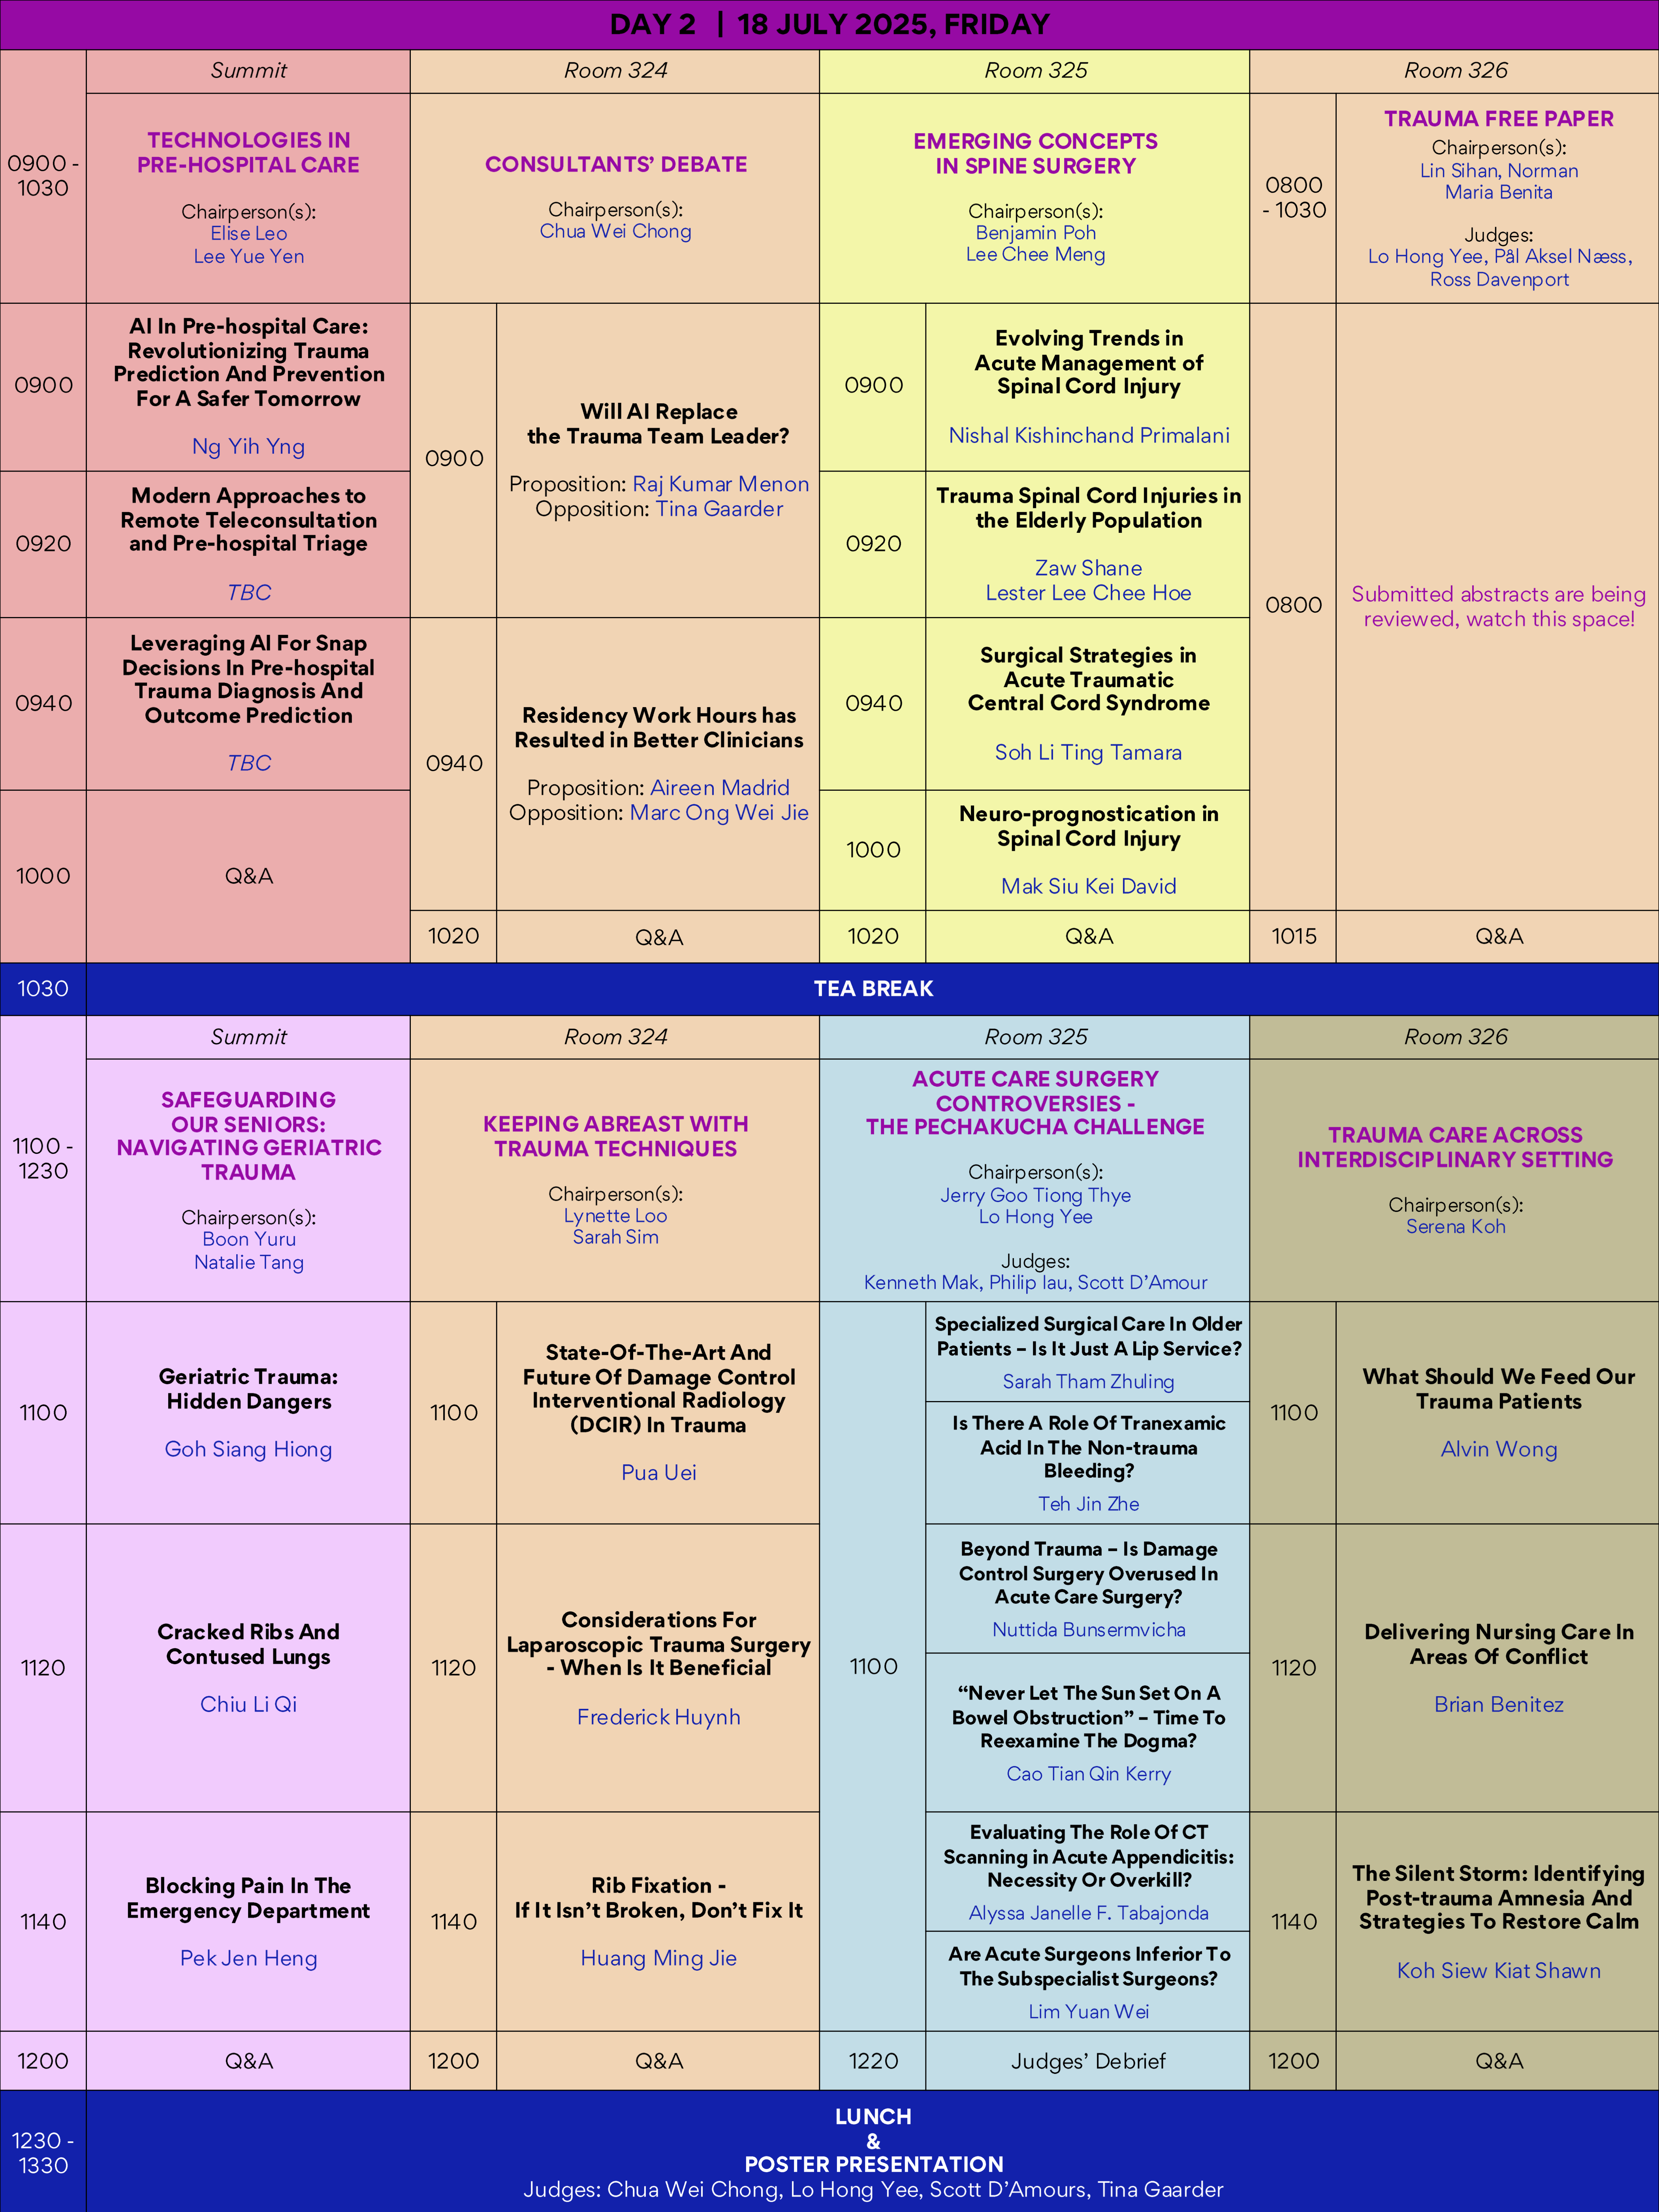 DAY 2 | 18 JULY 2025, FRIDAY
0900 -
1030
Summit
TECHNOLOGIES IN
PRE-HOSPITAL CARE
Chairperson(s):
Elise Leo
Lee Yue Yen
Room 324
CONSULTANTS’ DEBATE
Chairperson(s):
Chua Wei Chong
Room 325
EMERGING CONCEPTS
IN SPINE SURGERY
Chairperson(s):
Benjamin Poh
Lee Chee Meng
Room 326
0800
- 1030
TRAUMA FREE PAPER
Chairperson(s):
Lin Sihan, Norman
Maria Benita
Judges:
Lo Hong Yee, Pål Aksel Næss,
Ross Davenport
0900
AI In Pre-hospital Care:
Revolutionizing Trauma
Prediction And Prevention
For A Safer Tomorrow
Ng Yih Yng
0920
Modern Approaches to
Remote Teleconsultation
and Pre-hospital Triage
TBC
0940
Leveraging AI For Snap
Decisions In Pre-hospital
Trauma Diagnosis And
Outcome Prediction
TBC
1000
Q&A
0900
Will AI Replace
the Trauma Team Leader?
Proposition: Raj Kumar Menon
Opposition: Tina Gaarder
0940
Residency Work Hours has
Resulted in Better Clinicians
Proposition: Aireen Madrid
Opposition: Marc Ong Wei Jie
1020
Q&A
0900
Evolving Trends in
Acute Management of
Spinal Cord Injury
Nishal Kishinchand Primalani
0920
Trauma Spinal Cord Injuries in
the Elderly Population
Zaw Shane
Lester Lee Chee Hoe
0940
Surgical Strategies in
Acute Traumatic
Central Cord Syndrome
Soh Li Ting Tamara
1000
Neuro-prognostication in
Spinal Cord Injury
Mak Siu Kei David
1020
Q&A
0800
Submitted abstracts are being
reviewed, watch this space!
1015
Q&A
1030
TEA BREAK
1100 -
1230
Summit
SAFEGUARDING
OUR SENIORS:
NAVIGATING GERIATRIC
TRAUMA
Chairperson(s):
Boon Yuru
Natalie Tang
Room 324
KEEPING ABREAST WITH
TRAUMA TECHNIQUES
Chairperson(s):
Lynette Loo
Sarah Sim
Room 325
ACUTE CARE SURGERY
CONTROVERSIES -
THE PECHAKUCHA CHALLENGE
Chairperson(s):
Jerry Goo Tiong Thye
Lo Hong Yee
Judges:
Kenneth Mak, Philip Iau, Scott D’Amour
Room 326
TRAUMA CARE ACROSS
INTERDISCIPLINARY SETTING
Chairperson(s):
Serena Koh
1100
Geriatric Trauma:
Hidden Dangers
Goh Siang Hiong
1120
Cracked Ribs And
Contused Lungs
Chiu Li Qi
1140
Blocking Pain In The
Emergency Department
Pek Jen Heng
1200
Q&A
1100
State-Of-The-Art And
Future Of Damage Control
Interventional Radiology
(DCIR) In Trauma
Pua Uei
1120
Considerations For
Laparoscopic Trauma Surgery
- When Is It Beneficial
Frederick Huynh
1140
Rib Fixation -
If It Isn’t Broken, Don’t Fix It
Huang Ming Jie
1200
Q&A
1100
Specialized Surgical Care In Older
Patients – Is It Just A Lip Service?
Sarah Tham Zhuling
Is There A Role Of Tranexamic
Acid In The Non-trauma
Bleeding?
Teh Jin Zhe
Beyond Trauma – Is Damage
Control Surgery Overused In
Acute Care Surgery?
Nuttida Bunsermvicha
“Never Let The Sun Set On A
Bowel Obstruction” – Time To
Reexamine The Dogma?
Cao Tian Qin Kerry
Evaluating The Role Of CT
Scanning in Acute Appendicitis:
Necessity Or Overkill?
Alyssa Janelle F. Tabajonda
Are Acute Surgeons Inferior To
The Subspecialist Surgeons?
Lim Yuan Wei
1220
Judges’ Debrief
1100
What Should We Feed Our
Trauma Patients
Alvin Wong
1120
Delivering Nursing Care In
Areas Of Conflict
Brian Benitez
1140
The Silent Storm: Identifying
Post-trauma Amnesia And
Strategies To Restore Calm
Koh Siew Kiat Shawn
1200
Q&A
1230 -
1330
LUNCH
&
POSTER PRESENTATION
Judges: Chua Wei Chong, Lo Hong Yee, Scott D’Amours, Tina Gaarder